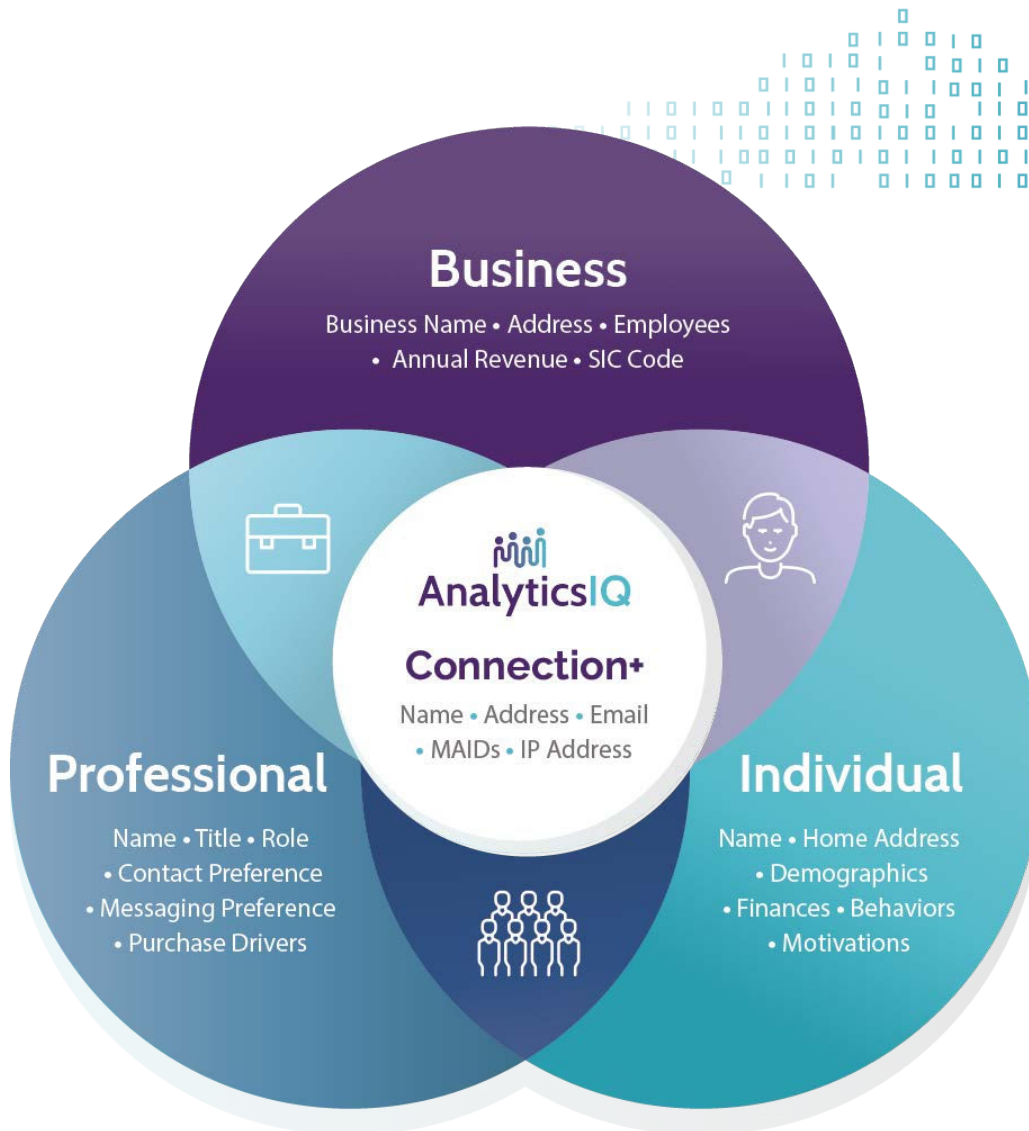 Business
Business Name • Address • Employees
• Annual Revenue • SIC Code
AnalyticsIQ
Connection+
Name • Address • Email
• MAIDs • IP Address
Professional
Name • Title • Role
• Contact Preference
• Messaging Preference
• Purchase Drivers
Individual
Name • Home Address
• Demographics
• Finances • Behaviors
• Motivations